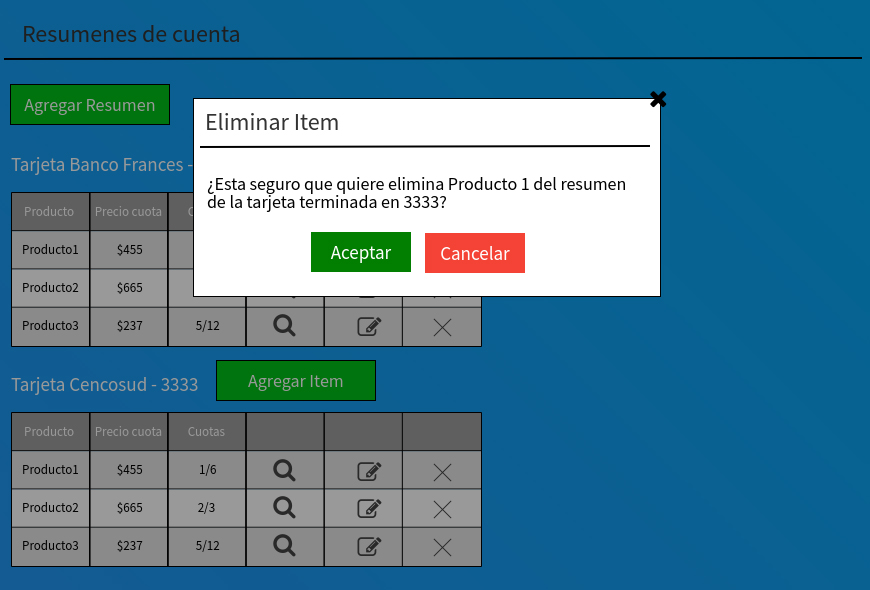 Resumenes de cuenta
Agregar Resumen
Eliminar Item
Tarjeta Banco Frances -
¿Esta seguro que quiere elimina Producto 1 del resumen
de la tarjeta terminada en 3333?
Producto Precio cuota
Producto1 $455
Aceptar Cancelar
Producto2 $665
Producto3 $237 5/12
Tarjeta Cencosud - 3333 Agregar Item
Producto Precio cuota Cuotas
Producto1 $455 1/6
Producto2 $665 2/3
Producto3 $237 5/12